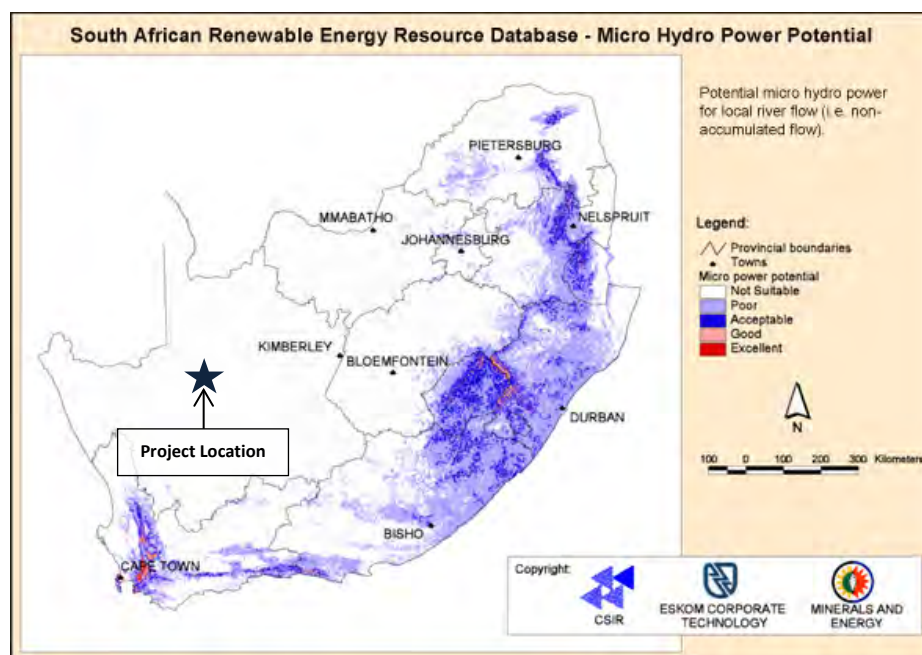 South African Renewable Energy Resource Database - Micro Hydro Power Potential
Potential micro hydro power
for local river flow (i.e. non-
accumulated flow).
PIETERSBURG
MMABATHO
NELSPRUIT
JOHANNESBURG
Legend:
Provincial boundaries
Towns
Micro power potential
Not Suitable
Poor
Acceptable
Good
Excellent
KIMBERLEY
BLOEMFONTEIN
DURBAN
N
Project Location
100 0 100 200 300 Kilometers
BISHO
CAPE TOWN
Copyright:
CSIR
ESKOM CORPORATE
TECHNOLOGY
MINERALS AND
ENERGY